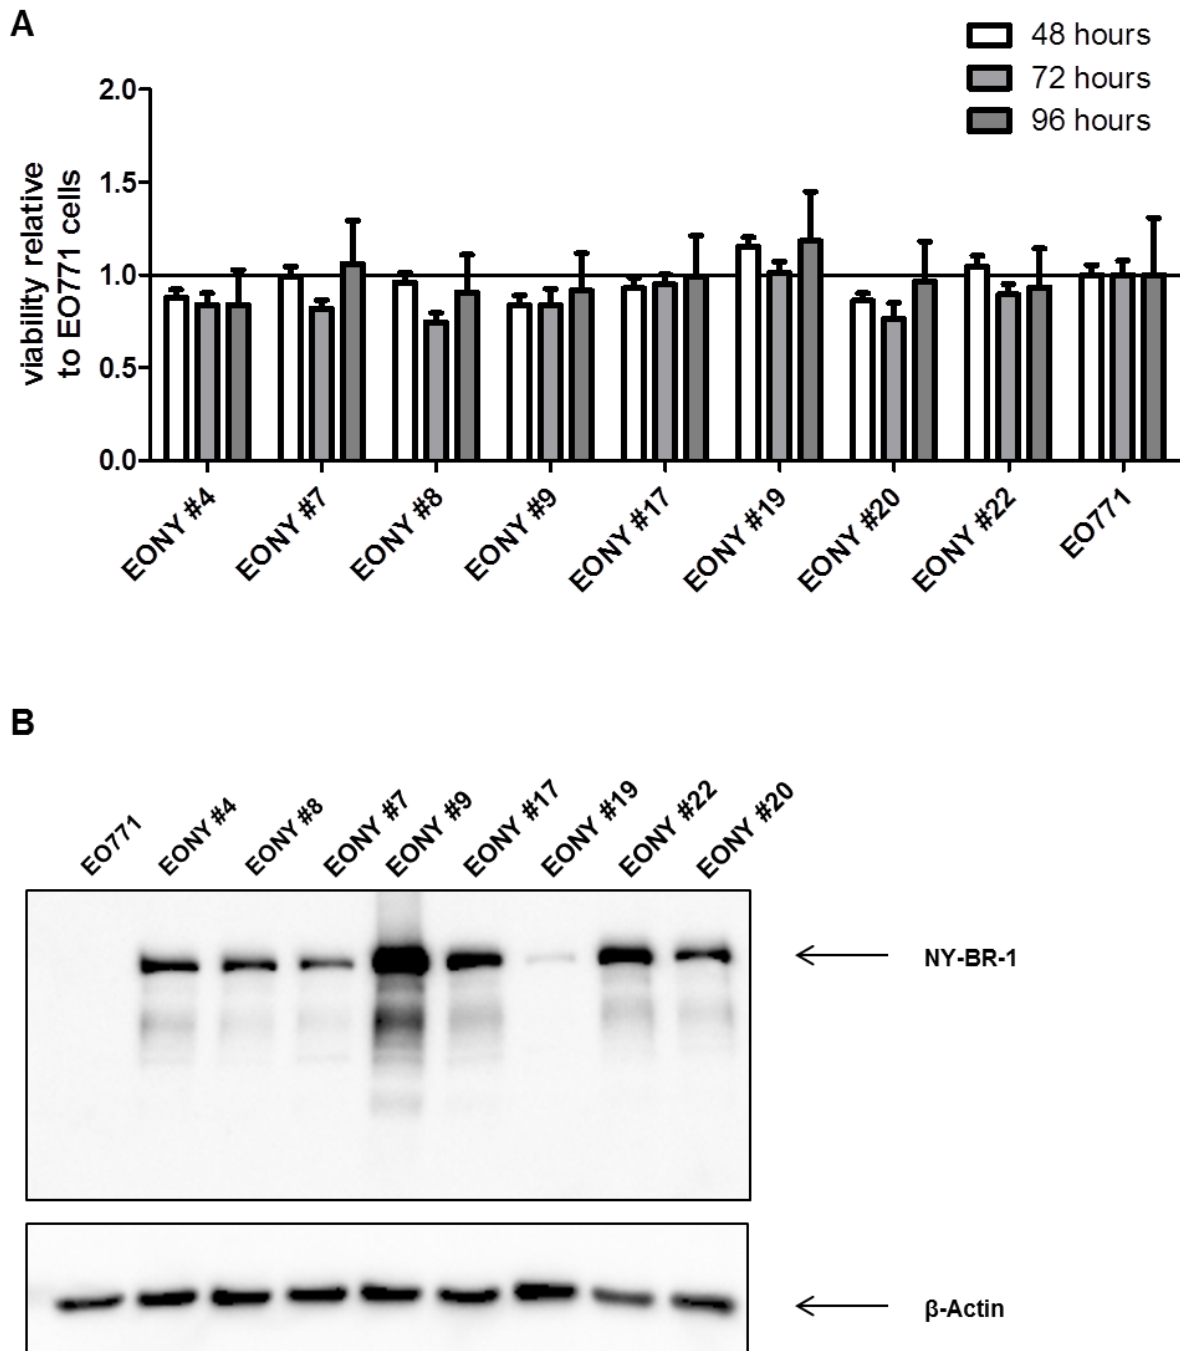 A
48 hours
72 hours
96 hours
viability relative
to EO771 cells
2.0
1.5
1.0
0.5
0.0
EONY #4
EONY #7
EONY #8
EONY #9
EONY #17
EONY #19
EONY #20
EONY #22
EO771
B
EO771
EONY #4
EONY #8
EONY #7
EONY #9
EONY #17
EONY #19
EONY #22
EONY #20
NY-BR-1
β-Actin